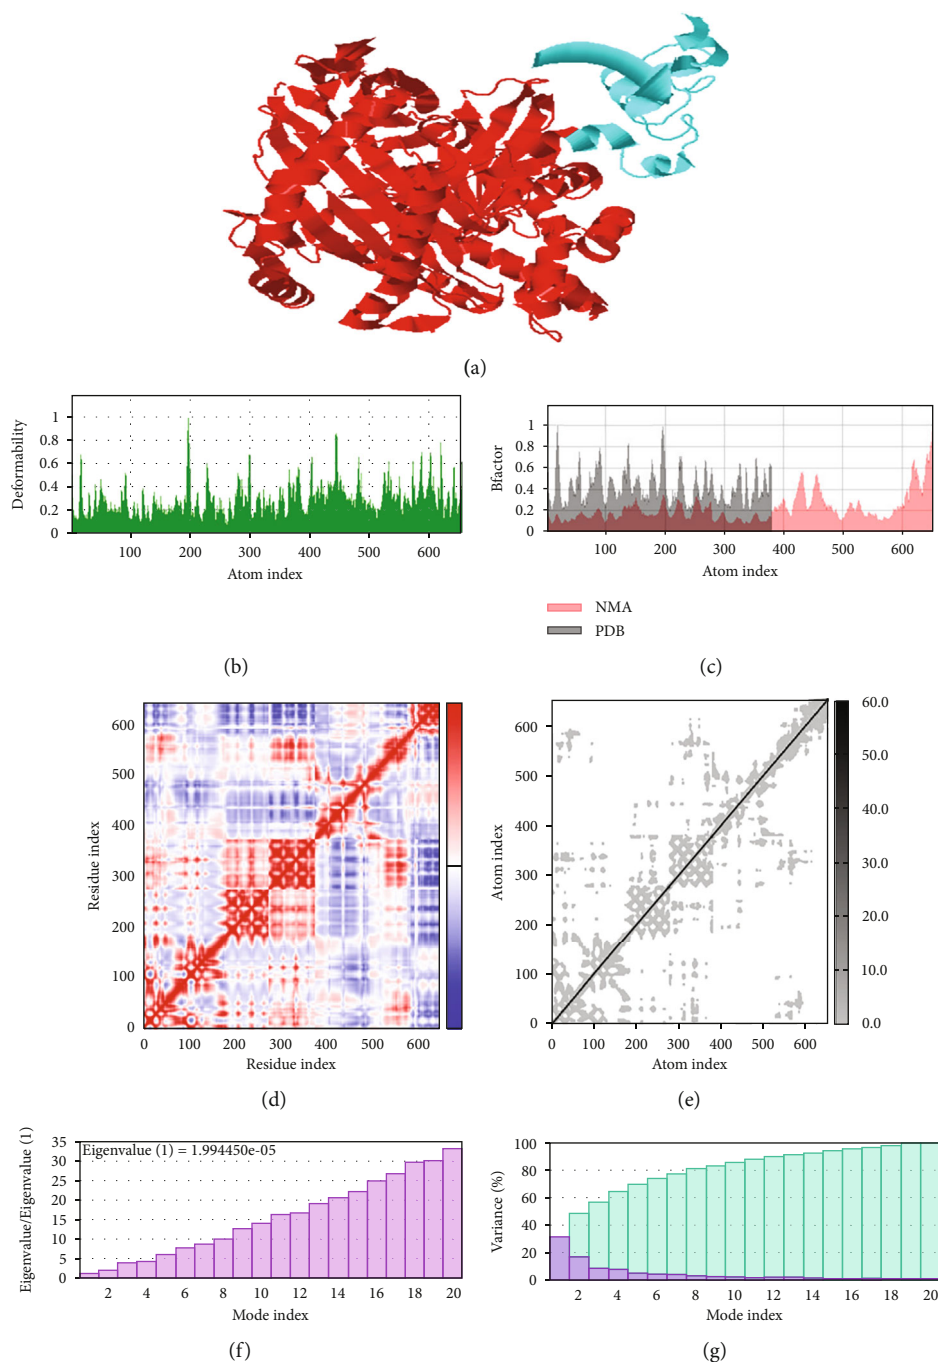 (a)
Deformability
1
0.8
0.6
0.4
0.2
0
100 200 300 400 500 600
Atom index
(b)
Bfactor
1
0.8
0.6
0.4
0.2
0
100 200 300 400 500 600
Atom index
NMA
PDB
(c)
Residue index
600
500
400
300
200
100
0
0 100 200 300 400 500 600
Residue index
(d)
Atom index
600
500
400
300
200
100
0
0 100 200 300 400 500 600
Atom index
60.0
50.0
40.0
30.0
20.0
10.0
0.0
(e)
Eigenvalue/Eigenvalue (1)
35
30
25
20
15
10
5
0
Eigenvalue (1) = 1.994450e-05
2 4 6 8 10 12 14 16 18 20
Mode index
(f)
Variance (%)
100
80
60
40
20
0
2 4 6 8 10 12 14 16 18 20
Mode index
(g)